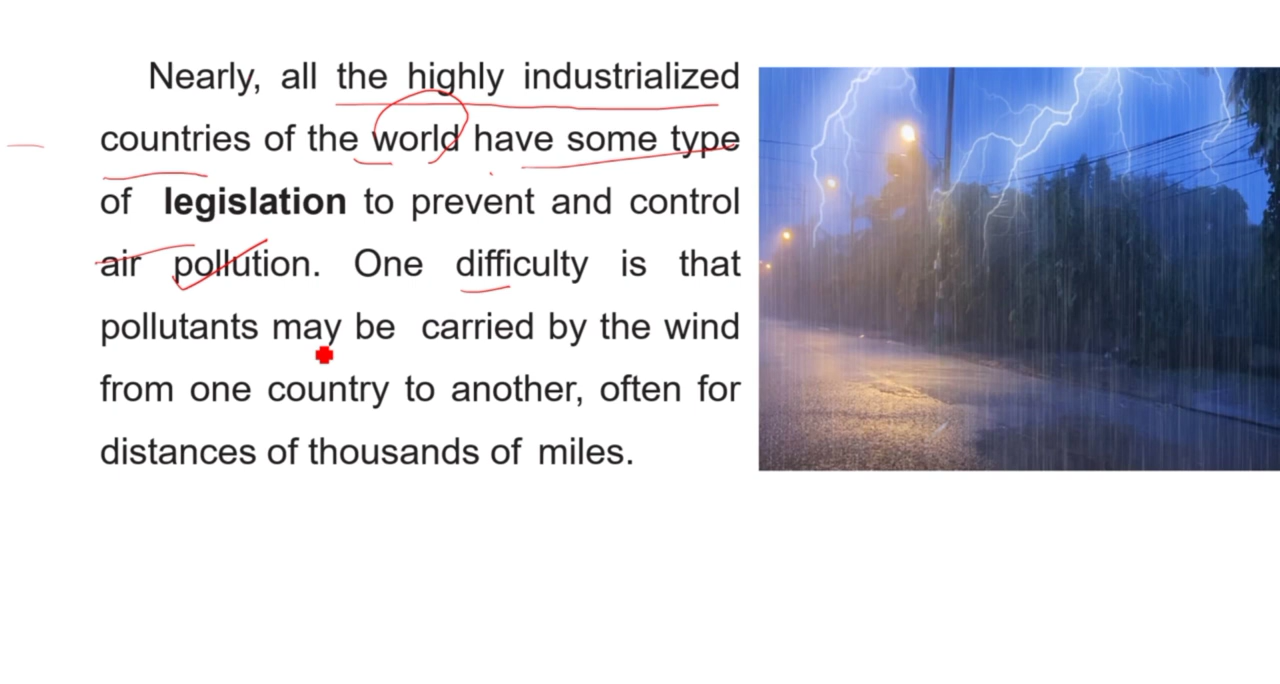 Nearly, all the highly industrialized
countries of the world have some type
of legislation to prevent and control
air pollution. One difficulty is that
pollutants may be carried by the wind
from one country to another, often for
distances of thousands of miles.